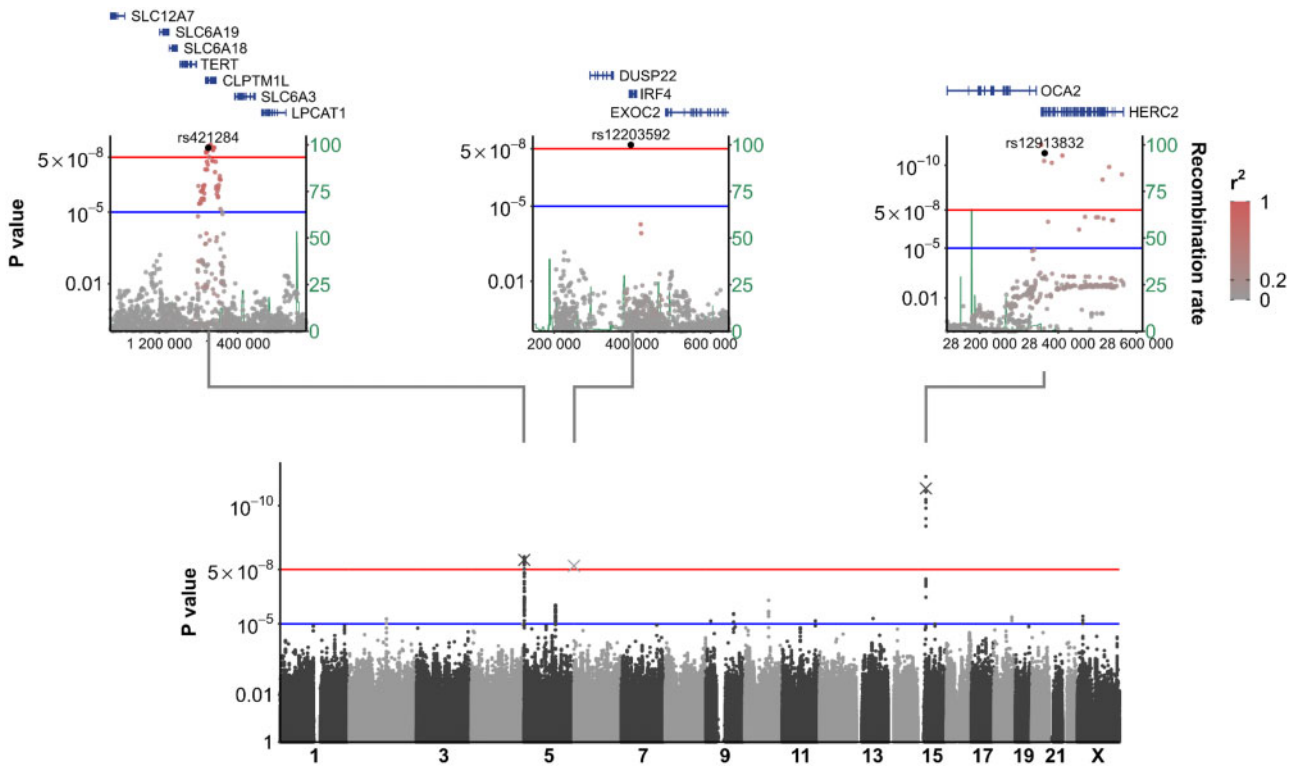 SLC12A7
SLC6A19
SLC6A18
TERT
CLPTM1L
SLC6A3
LPCAT1
DUSP22
IRF4
EXOC2
OCA2
HERC2
rs421284
rs12203592
rs12913832
P value
5 × 10⁻⁸
10⁻⁵
0.01
100
75
50
25
0
1 200 000 400 000
5 × 10⁻⁸
10⁻⁵
0.01
100
75
50
25
0
200 000 400 000 600 000
10⁻¹⁰
5 × 10⁻⁸
10⁻⁵
0.01
100
75
50
25
0
28 200 000 28 400 000 28 600 000
Recombination rate
r²
1
0.2
0
P value
10⁻¹⁰
5 × 10⁻⁸
10⁻⁵
0.01
1
1 3 5 7 9 11 13 15 17 19 21 X